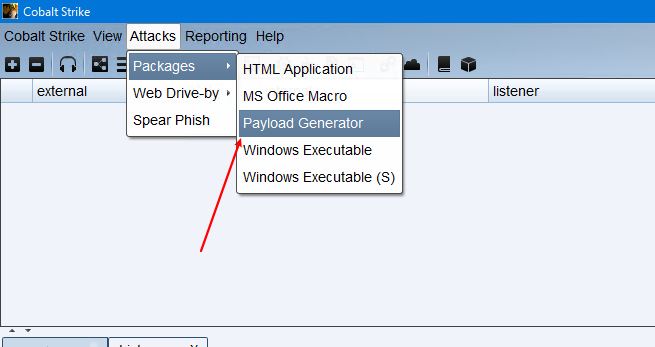 Cobalt Strike
Cobalt Strike View Attacks Reporting Help
Packages
Web Drive-by
Spear Phish
HTML Application
MS Office Macro
Payload Generator
Windows Executable
Windows Executable (S)
external
listener